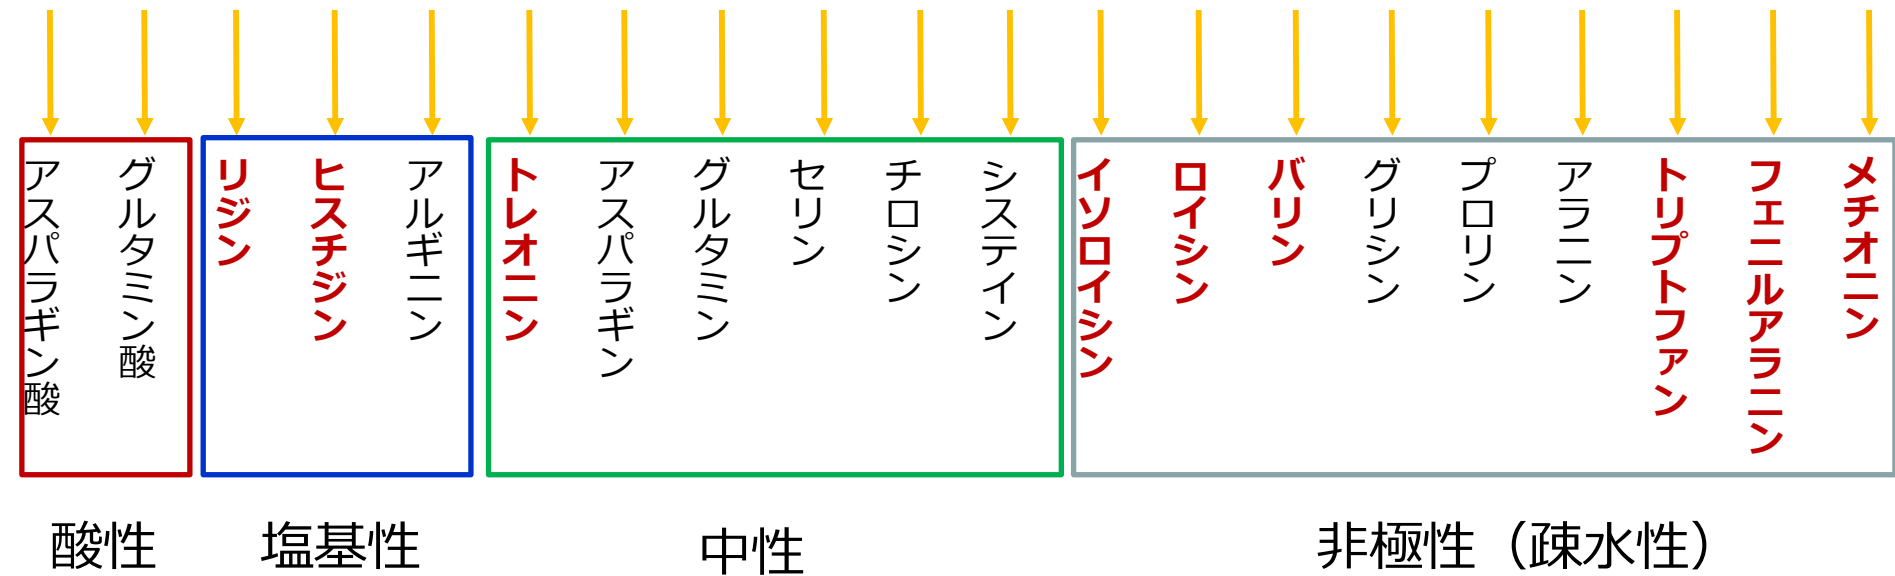 アスパラギン酸
グルタミン酸
リジン
ヒスチジン
アルギニン
トレオニン
アスパラギン
グルタミン
セリン
チロシン
システイン
イソロイシン
ロイシン
バリン
グリシン
プロリン
アラニン
トリプトファン
フェニルアラニン
メチオニン
酸性
塩基性
中性
非極性（疎水性）